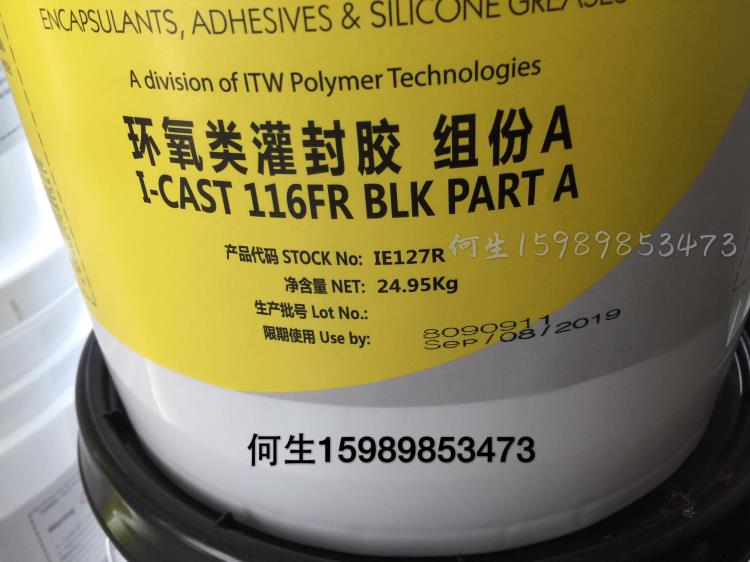 ENCAPSULANTS, ADHESIVES & SILICONE GREASES
A division of ITW Polymer Technologies
环氧类灌封胶 组份A
I-CAST 116FR BLK PART A
产品代码 STOCK No: IE127R
何生15989853473
净含量 NET: 24.95Kg
生产批号 Lot No.: 8090911
限期使用 Use by: Sep/08/2019
何生15989853473